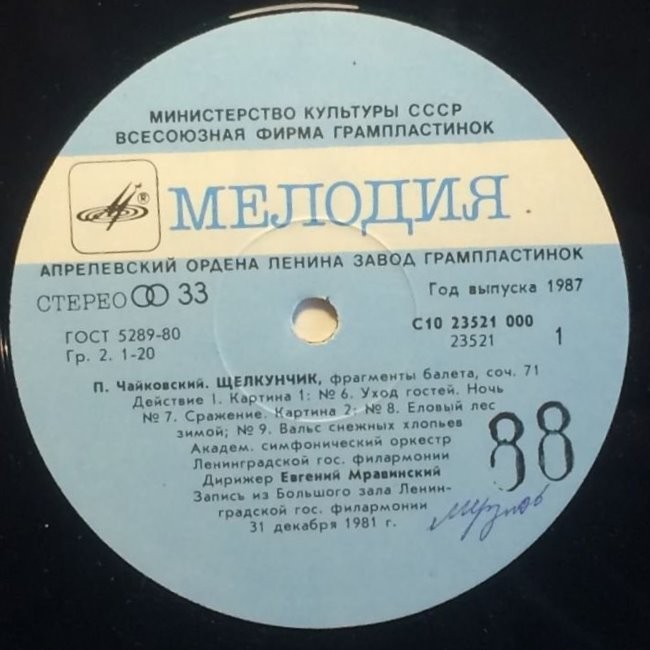 МИНИСТЕРСТВО КУЛЬТУРЫ СССР
ВСЕСОЮЗНАЯ ФИРМА ГРАМПЛАСТИНОК
® МЕЛОДИЯ
АПРЕЛЕВСКИЙ ОРДЕНА ЛЕНИНА ЗАВОД ГРАМПЛАСТИНОК
СТЕРЕО 33
Год выпуска 1987
ГОСТ 5289-80
Гр. 2. 1-20
С10 23521 000
23521
1
П. Чайковский. ЩЕЛКУНЧИК, фрагменты балета, соч. 71
Действие 1. Картина 1: № 6. Уход гостей. Ночь
№ 7. Сражение. Картина 2: № 8. Еловый лес
зимой; № 9. Вальс снежных хлопьев
Академ. симфонический оркестр
Ленинградской гос. филармонии
Дирижер Евгений Мравинский
Запись из Большого зала Ленин-
градской гос. филармонии
31 декабря 1981 г.
88